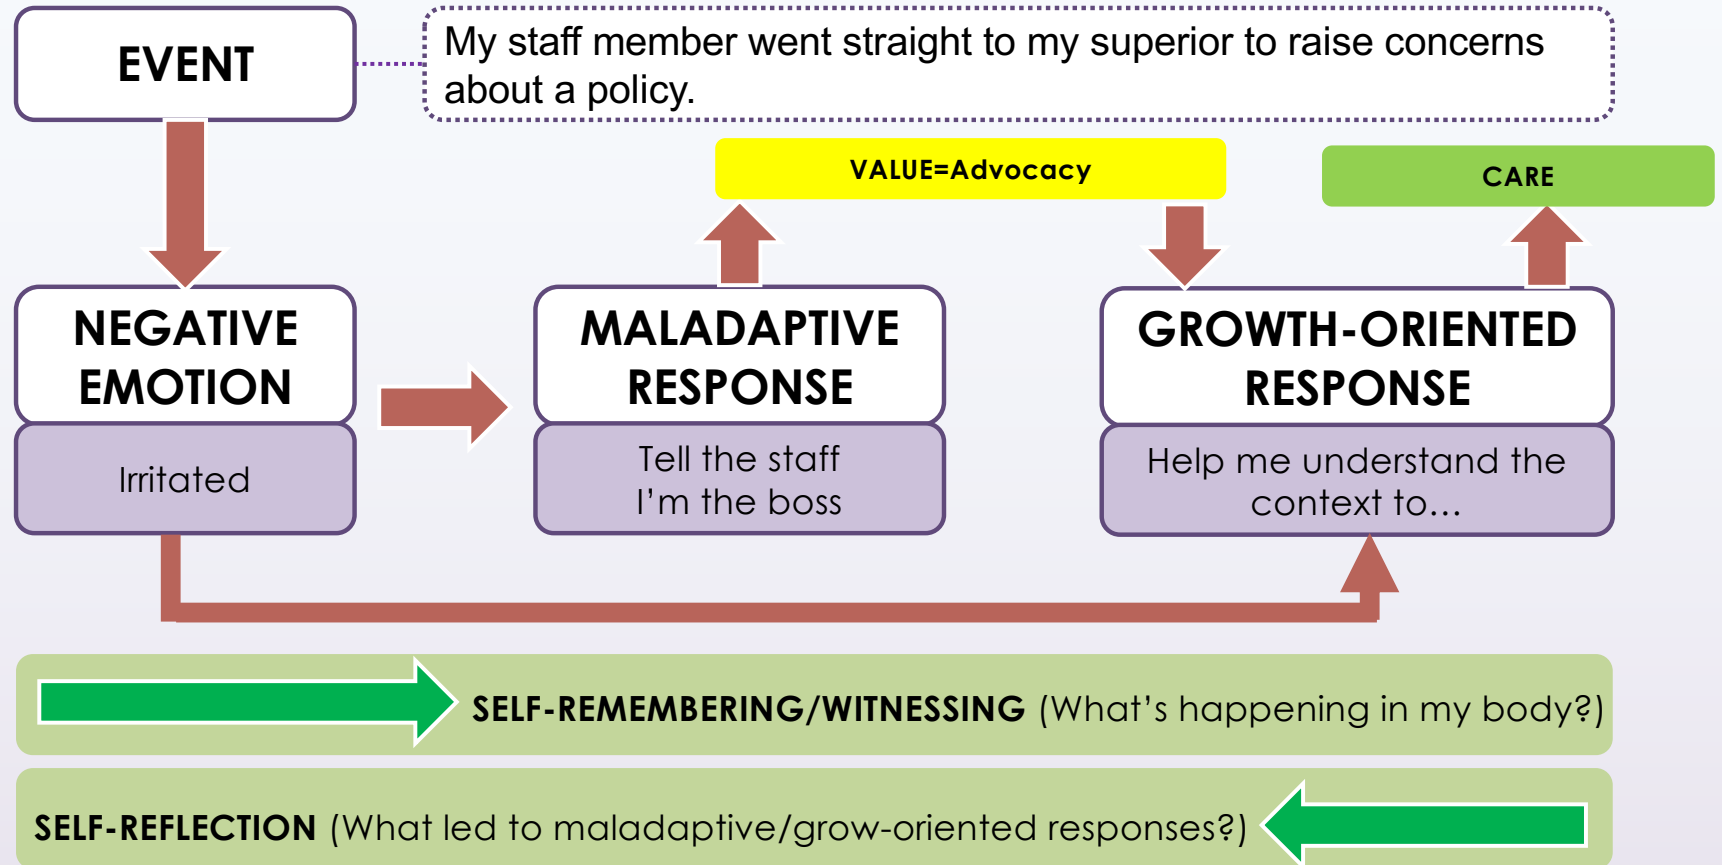 EVENT
My staff member went straight to my superior to raise concerns
about a policy.
VALUE=Advocacy
CARE
NEGATIVE
EMOTION
Irritated
MALADAPTIVE
RESPONSE
Tell the staff
I'm the boss
GROWTH-ORIENTED
RESPONSE
Help me understand the
context to…
SELF-REMEMBERING/WITNESSING (What's happening in my body?)
SELF-REFLECTION (What led to maladaptive/grow-oriented responses?)